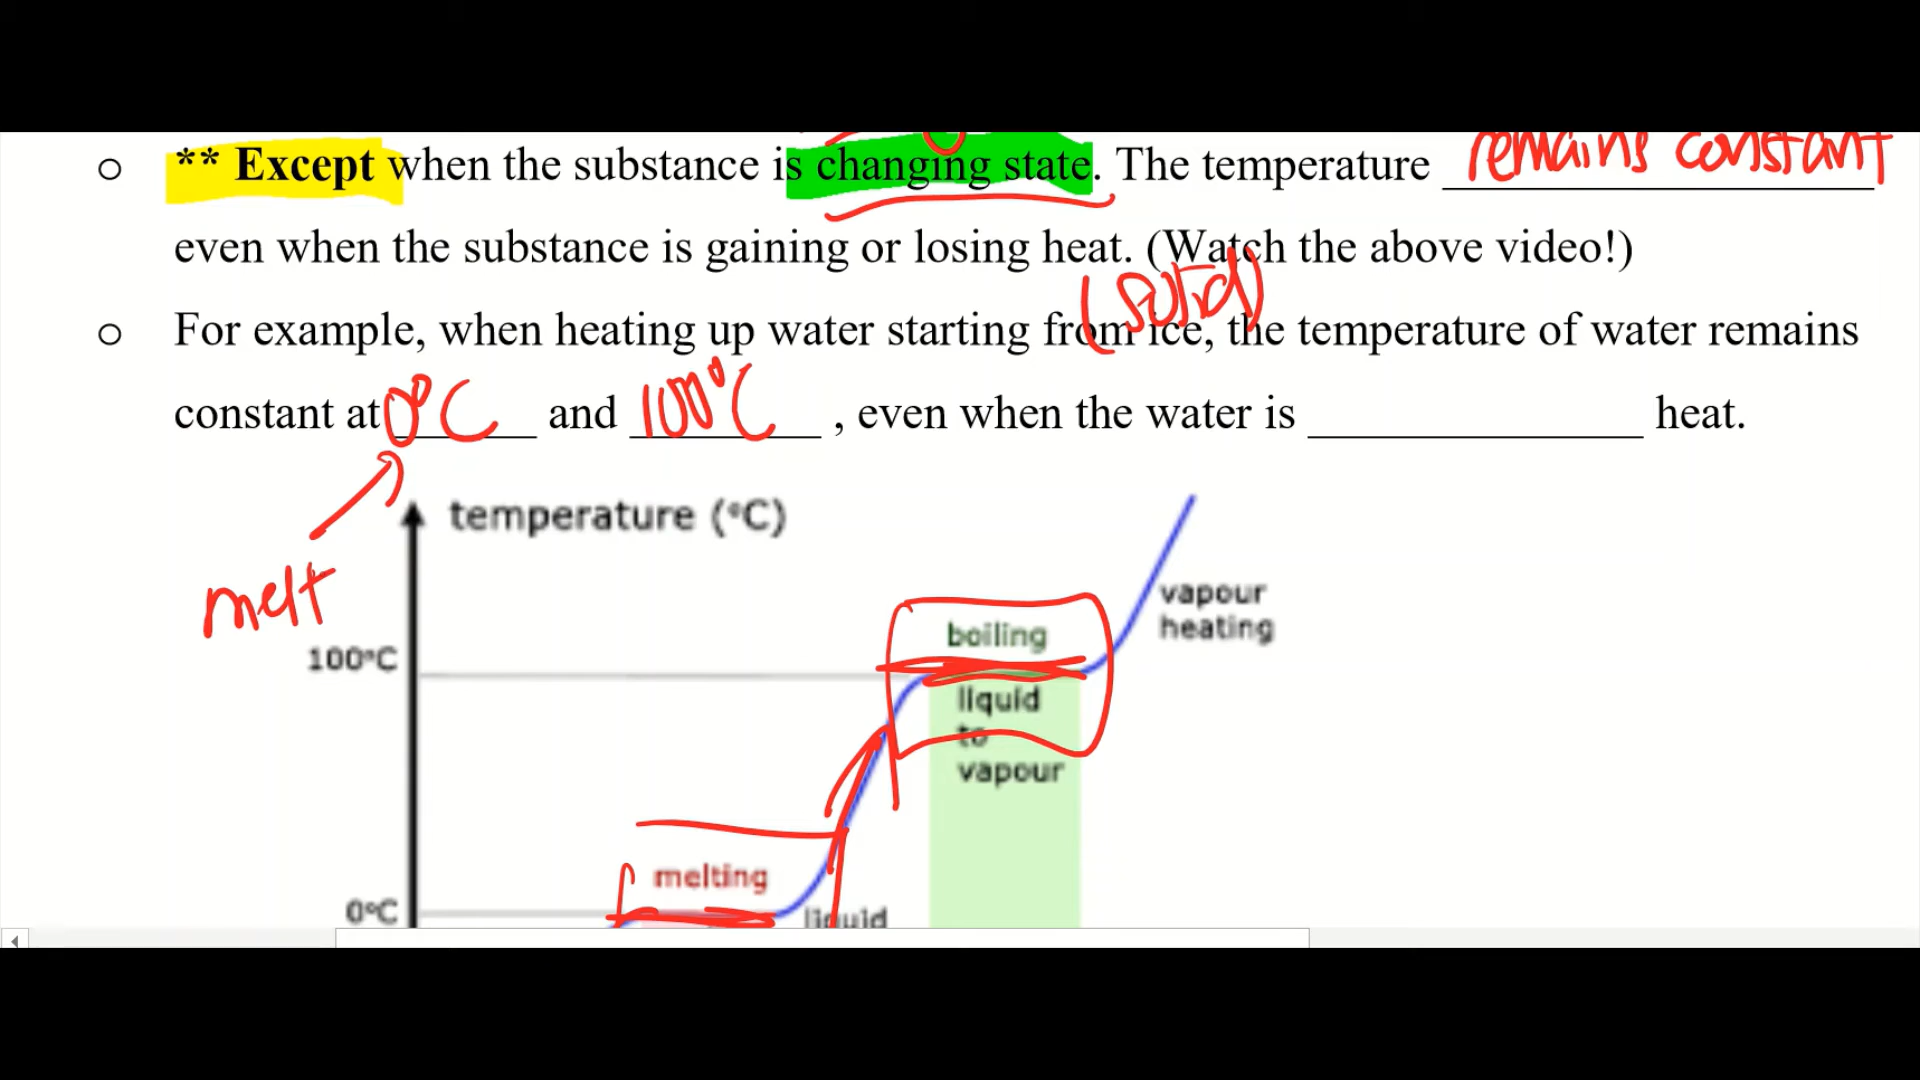 ** Except when the substance is changing state. The temperature remains constant
even when the substance is gaining or losing heat. (Watch the above video!)
(solid)
For example, when heating up water starting from ice, the temperature of water remains
constant at 0°C and 100°C , even when the water is ____________ heat.
temperature (°C)
melt
vapour
heating
boiling
100°C
liquid
to
vapour
melting
0°C
liquid